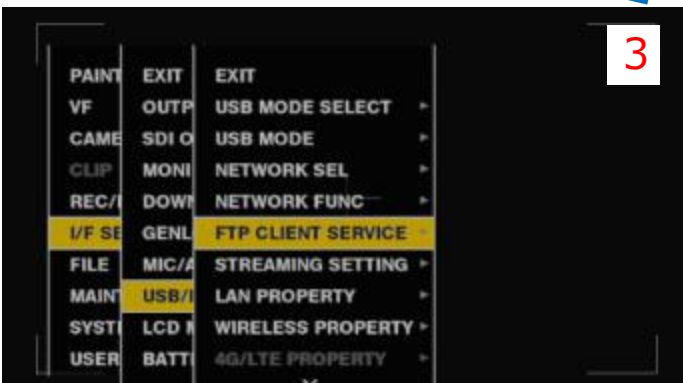 3
PAINT EXIT EXIT
VF OUTP USB MODE SELECT
CAME SDI O USB MODE
CLIP MONI NETWORK SEL
REC/ DOWN NETWORK FUNC
I/F SE GENL FTP CLIENT SERVICE
FILE MIC/A STREAMING SETTING
MAIN USB/ LAN PROPERTY
SYST LCD WIRELESS PROPERTY
USER BATT 4G/LTE PROPERTY